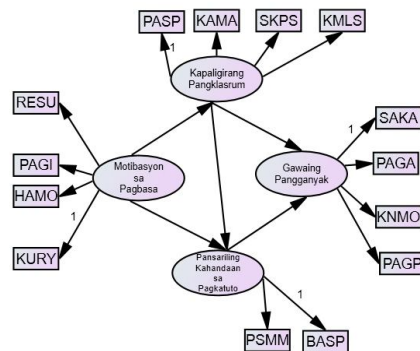 PASP
KAMA
SKPS
KMLS
1
Kapaligirang
Pangklasrum
RESU
PAGI
HAMO
1
KURY
Motibasyon
sa
Pagbasa
Gawaing
Pangganyak
1
SAKA
PAGA
KNMO
PAGP
Pansariling
Kahandaan
sa
Pagkatuto
1
PSMM
BASP